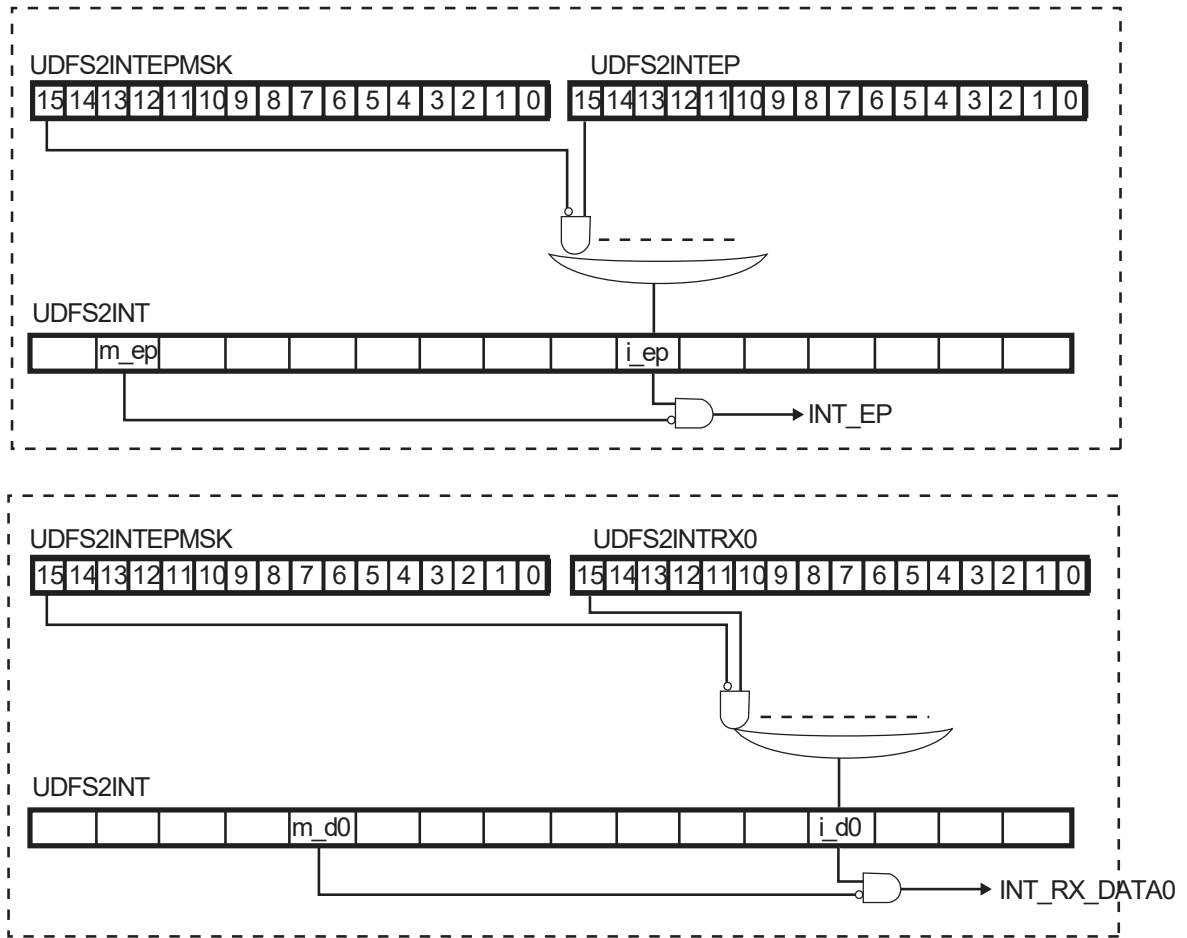 UDFS2INTEPMSK UDFS2INTEP
15 14 13 12 11 10 9 8 7 6 5 4 3 2 1 0 15 14 13 12 11 10 9 8 7 6 5 4 3 2 1 0
UDFS2INT
m_ep i_ep
INT_EP
UDFS2INTEPMSK UDFS2INTRX0
15 14 13 12 11 10 9 8 7 6 5 4 3 2 1 0 15 14 13 12 11 10 9 8 7 6 5 4 3 2 1 0
UDFS2INT
m_d0 i_d0
INT_RX_DATA0